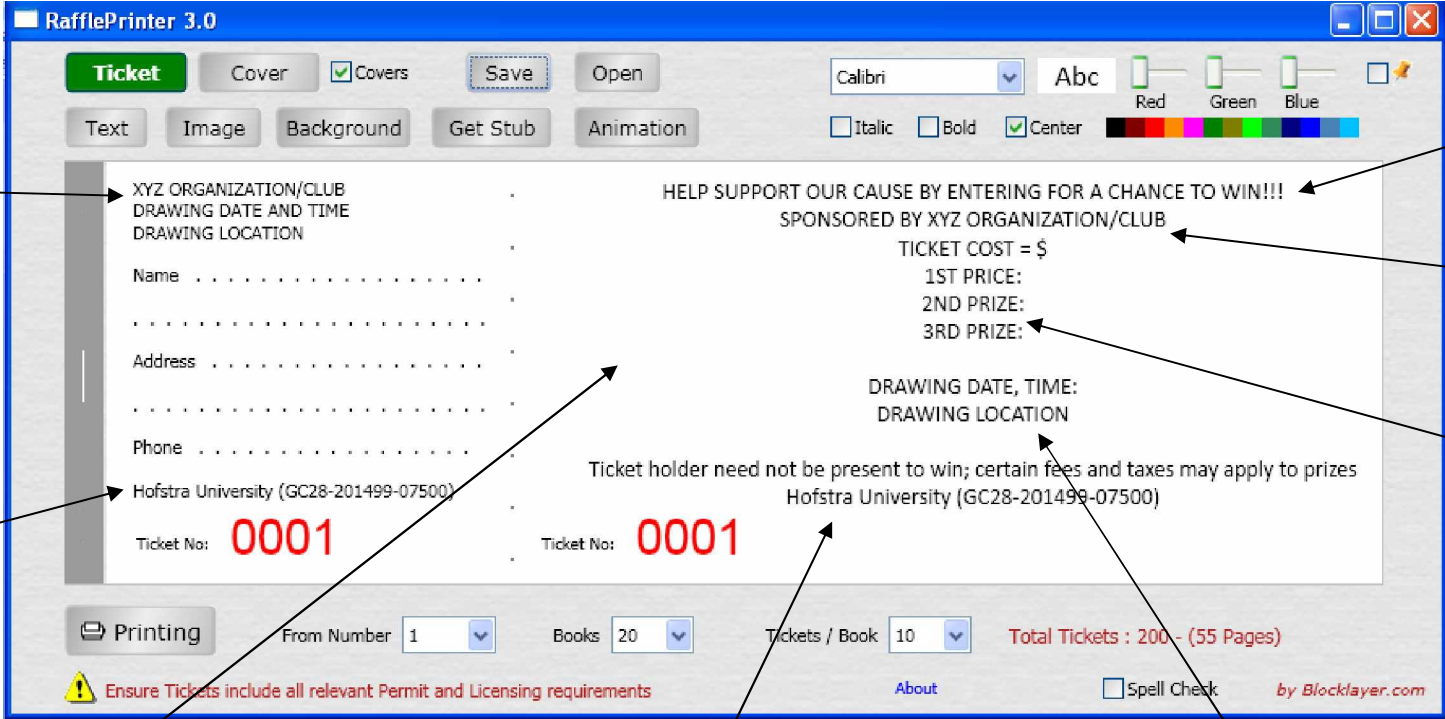 RafflePrinter 3.0
Ticket Cover Covers Save Open
Calibri Abc
Red Green Blue
Text Image Background Get Stub Animation
Italic Bold Center
XYZ ORGANIZATION/CLUB
DRAWING DATE AND TIME
DRAWING LOCATION
Name . . . . . . . . . . . . . . . . . .
. . . . . . . . . . . . . . . . . . . . . .
Address . . . . . . . . . . . . . . . . .
. . . . . . . . . . . . . . . . . . . . . .
Phone . . . . . . . . . . . . . . . . .
Hofstra University (GC28-201499-07500)
Ticket No: 0001
HELP SUPPORT OUR CAUSE BY ENTERING FOR A CHANCE TO WIN!!!
SPONSORED BY XYZ ORGANIZATION/CLUB
TICKET COST = $
1ST PRICE:
2ND PRIZE:
3RD PRIZE:
DRAWING DATE, TIME:
DRAWING LOCATION
Ticket holder need not be present to win; certain fees and taxes may apply to prizes
Hofstra University (GC28-201499-07500)
Ticket No: 0001
Printing From Number 1 Books 20 Tickets / Book 10 Total Tickets : 200 - (55 Pages)
Ensure Tickets include all relevant Permit and Licensing requirements About Spell Check by Blocklayer.com